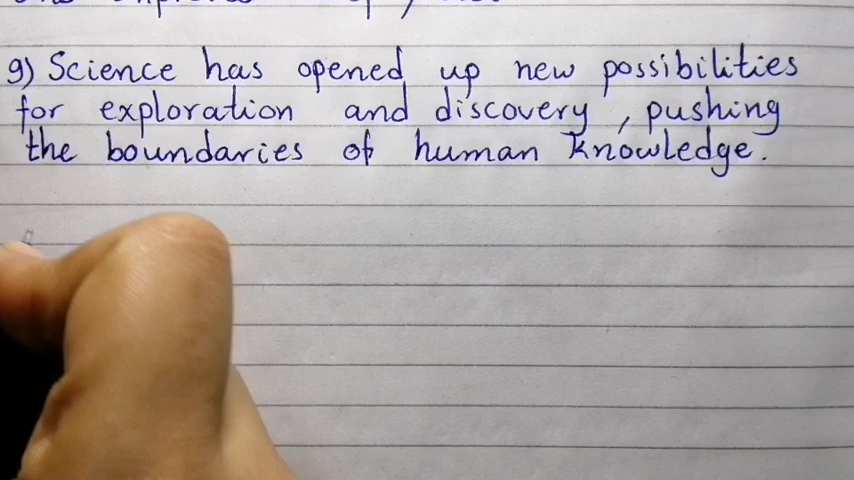 9) Science has opened up new possibilities
for exploration and discovery, pushing
the boundaries of human knowledge.